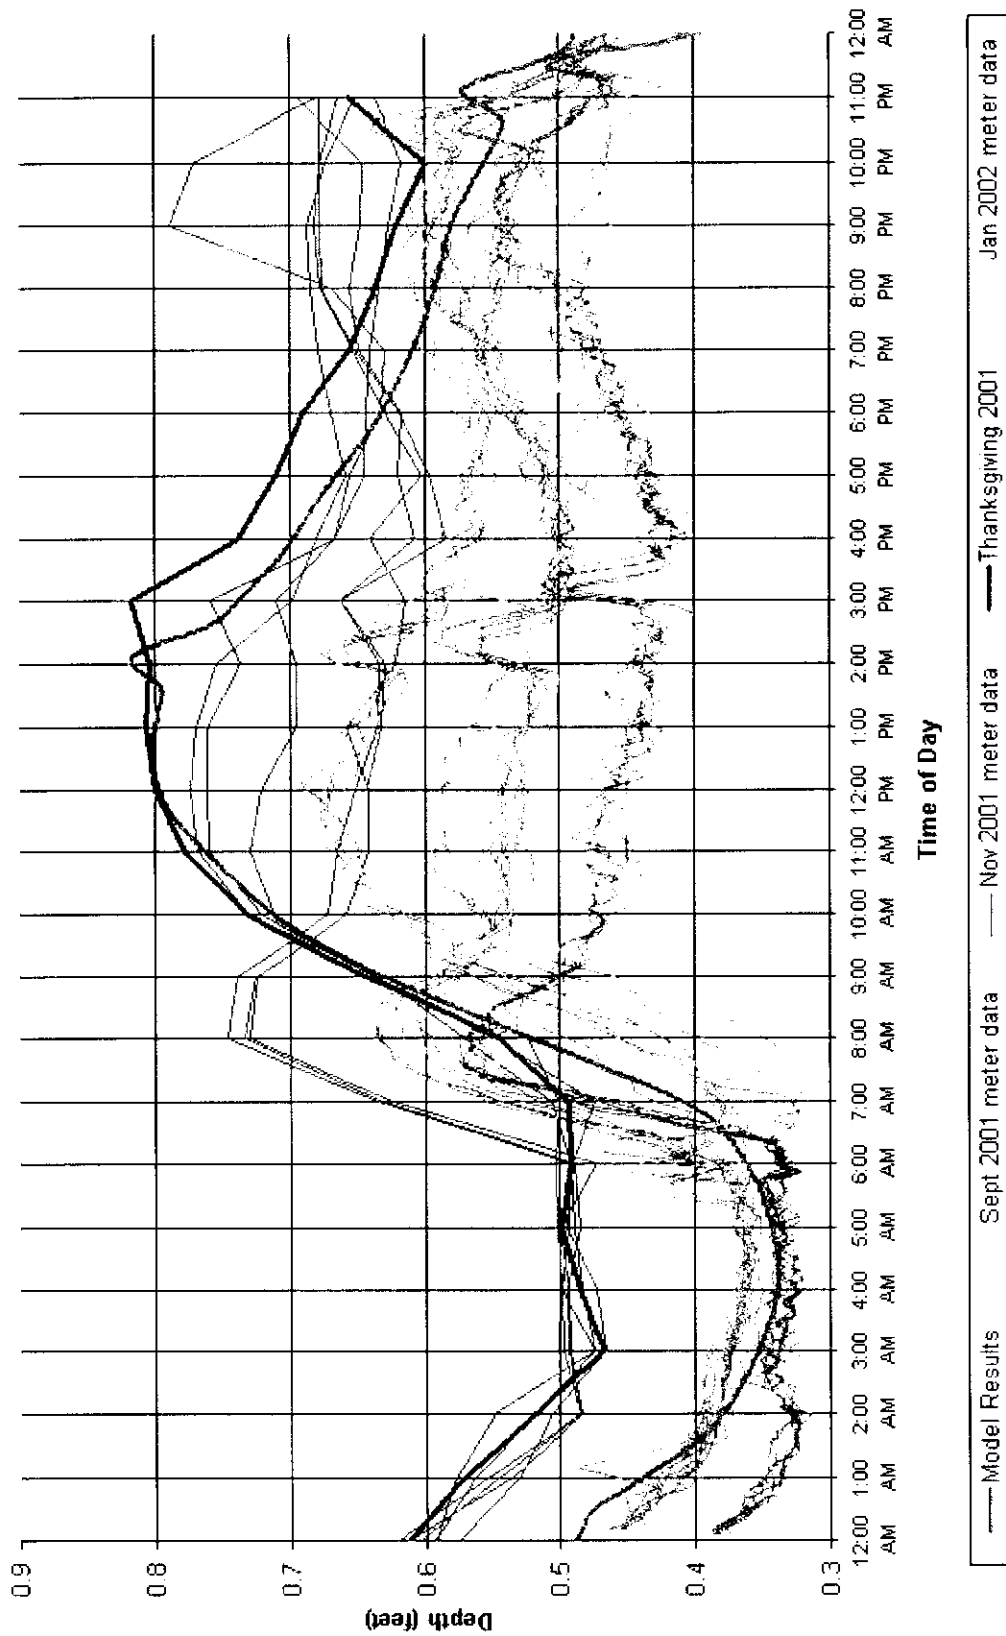 Depth (feet)
0.9
0.8
0.7
0.6
0.5
0.4
0.3
12:00 AM
1:00 AM
2:00 AM
3:00 AM
4:00 AM
5:00 AM
6:00 AM
7:00 AM
8:00 AM
9:00 AM
10:00 AM
11:00 AM
12:00 PM
1:00 PM
2:00 PM
3:00 PM
4:00 PM
5:00 PM
6:00 PM
7:00 PM
8:00 PM
9:00 PM
10:00 PM
11:00 PM
12:00 AM
Time of Day
Model Results
Sept 2001 meter data
Nov 2001 meter data
Thanksgiving 2001
Jan 2002 meter data